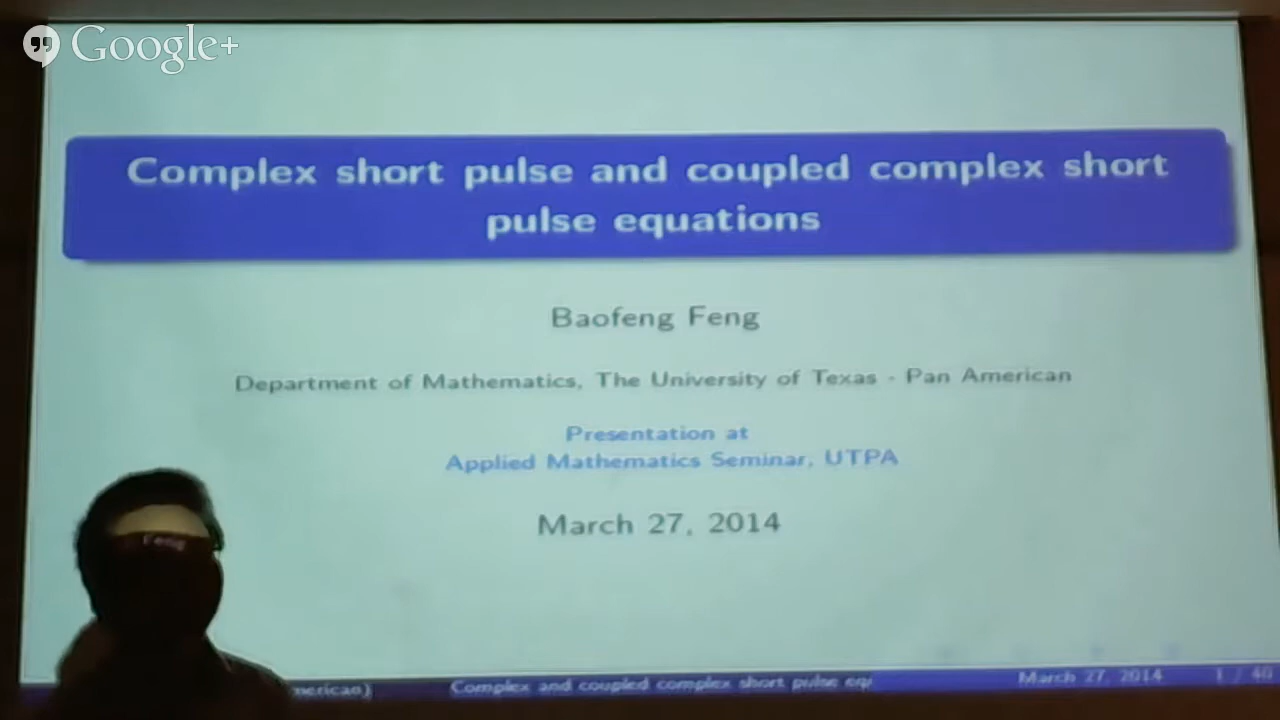 Google+
Complex short pulse and coupled complex short
pulse equations
Baofeng Feng
Department of Mathematics, The University of Texas - Pan American
Presentation at
Applied Mathematics Seminar, UTPA
March 27, 2014
Feng
merican)
Complex and coupled complex short pulse equ
March 27, 2014
1 / 40